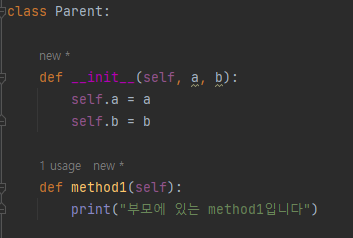 class Parent:
new *
def __init__(self, a, b):
self.a = a
self.b = b
1 usage new *
def method1(self):
print("부모에 있는 method1입니다")